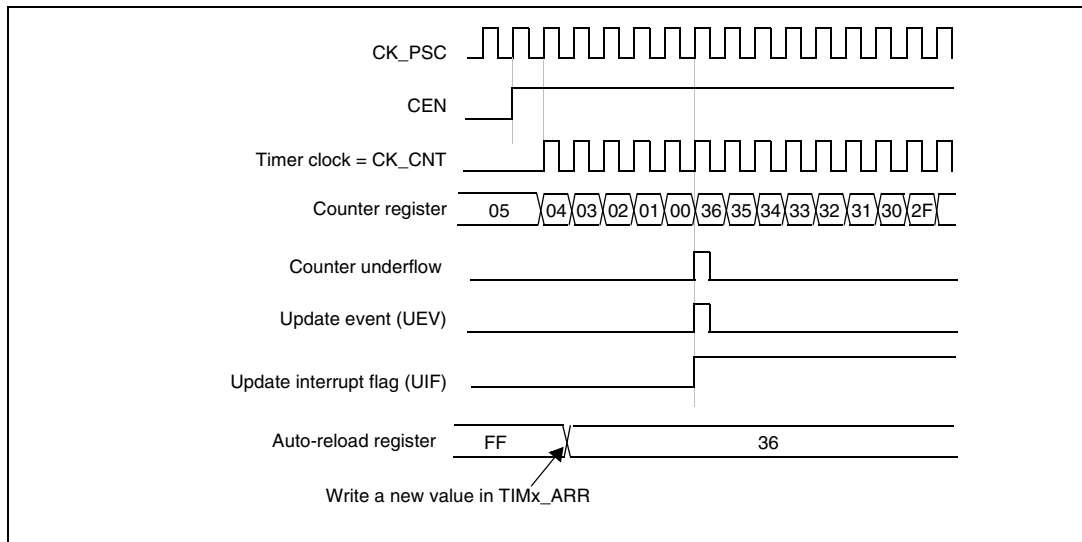 CK_PSC
CEN
Timer clock = CK_CNT
Counter register 05 04 03 02 01 00 36 35 34 33 32 31 30 2F
Counter underflow
Update event (UEV)
Update interrupt flag (UIF)
Auto-reload register FF 36
Write a new value in TIMx_ARR